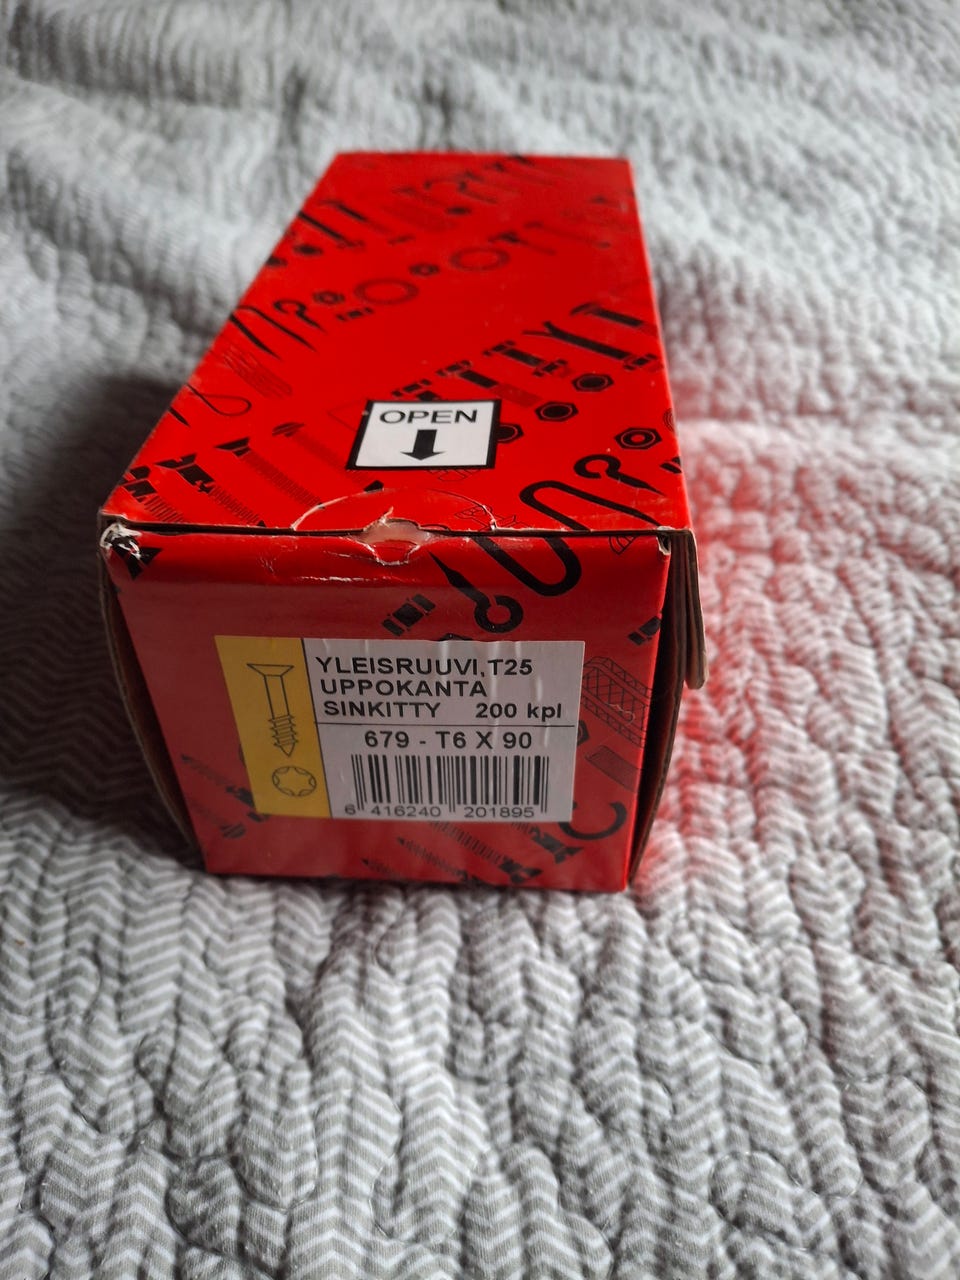 OPEN
YLEISRUUVI,T25
UPPOKANTA
SINKITTY 200 kpl
679 - T6 X 90
6 416240 201895